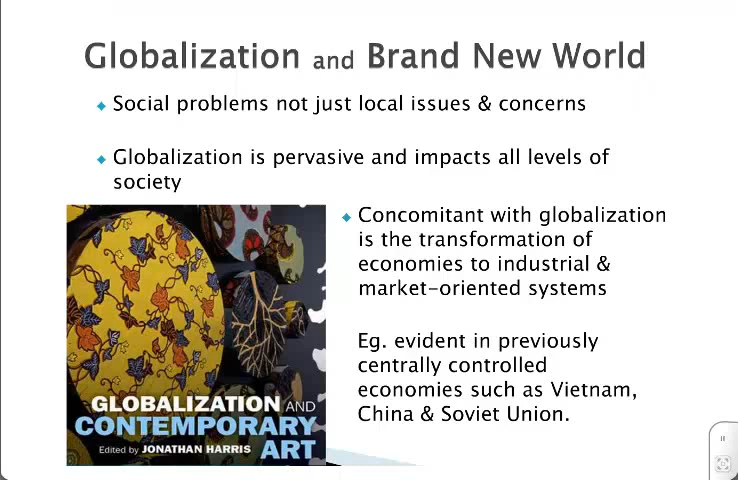 Globalization and Brand New World
Social problems not just local issues & concerns
Globalization is pervasive and impacts all levels of
society
Concomitant with globalization
is the transformation of
economies to industrial &
market-oriented systems
Eg. evident in previously
centrally controlled
economies such as Vietnam,
China & Soviet Union.
GLOBALIZATION AND
CONTEMPORARY
ART
Edited by JONATHAN HARRIS